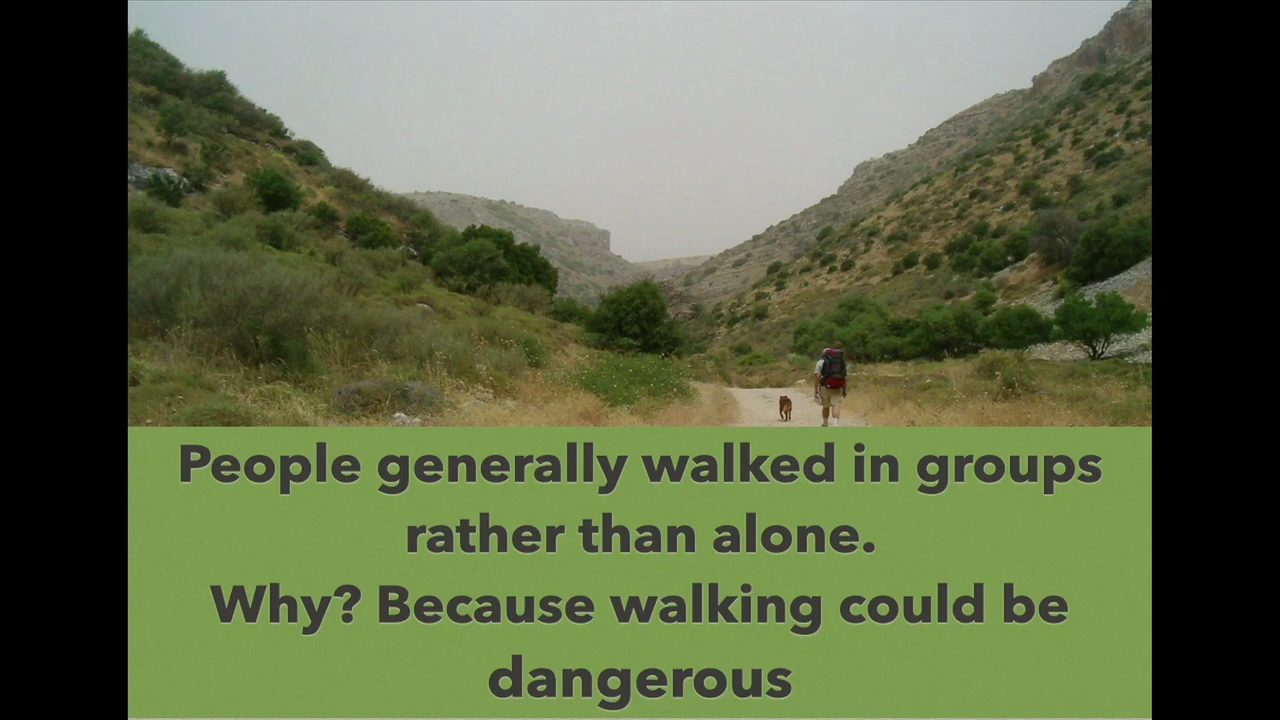 People generally walked in groups
rather than alone.
Why? Because walking could be
dangerous